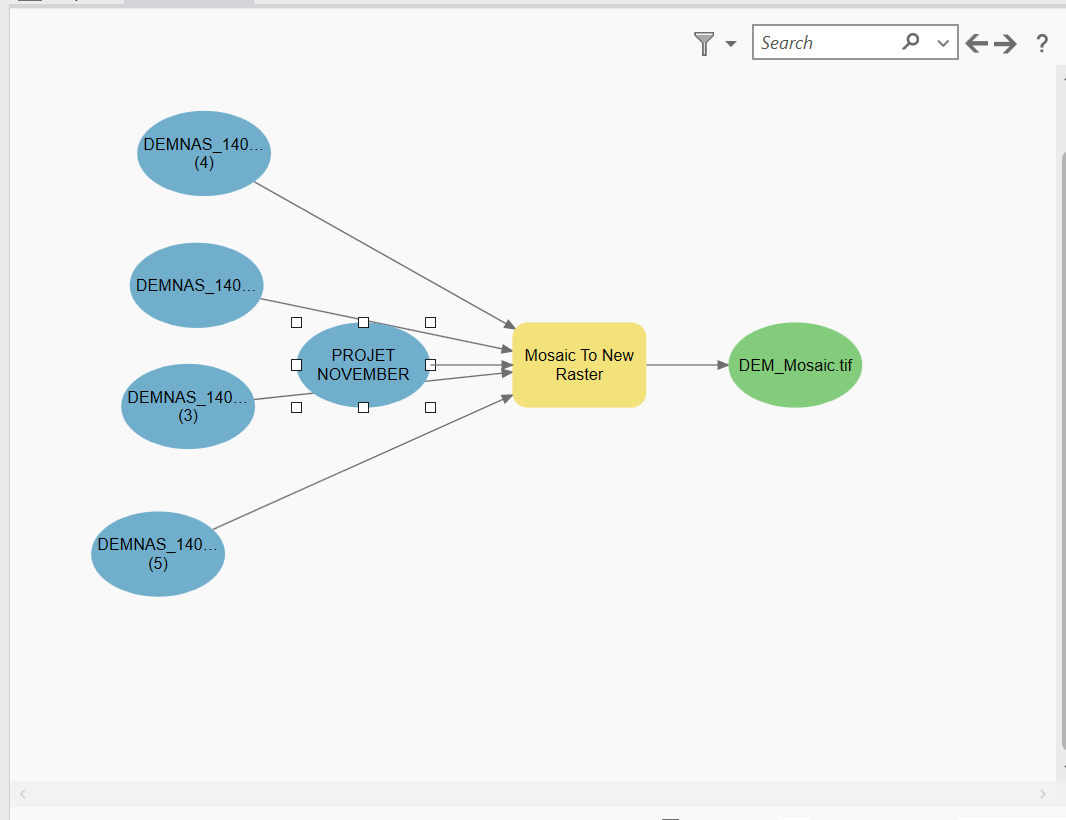 Search
?
DEMNAS_140...
(4)
DEMNAS_140...
PROJET
NOVEMBER
Mosaic To New
Raster
DEM_Mosaic.tif
DEMNAS_140...
(3)
DEMNAS_140...
(5)